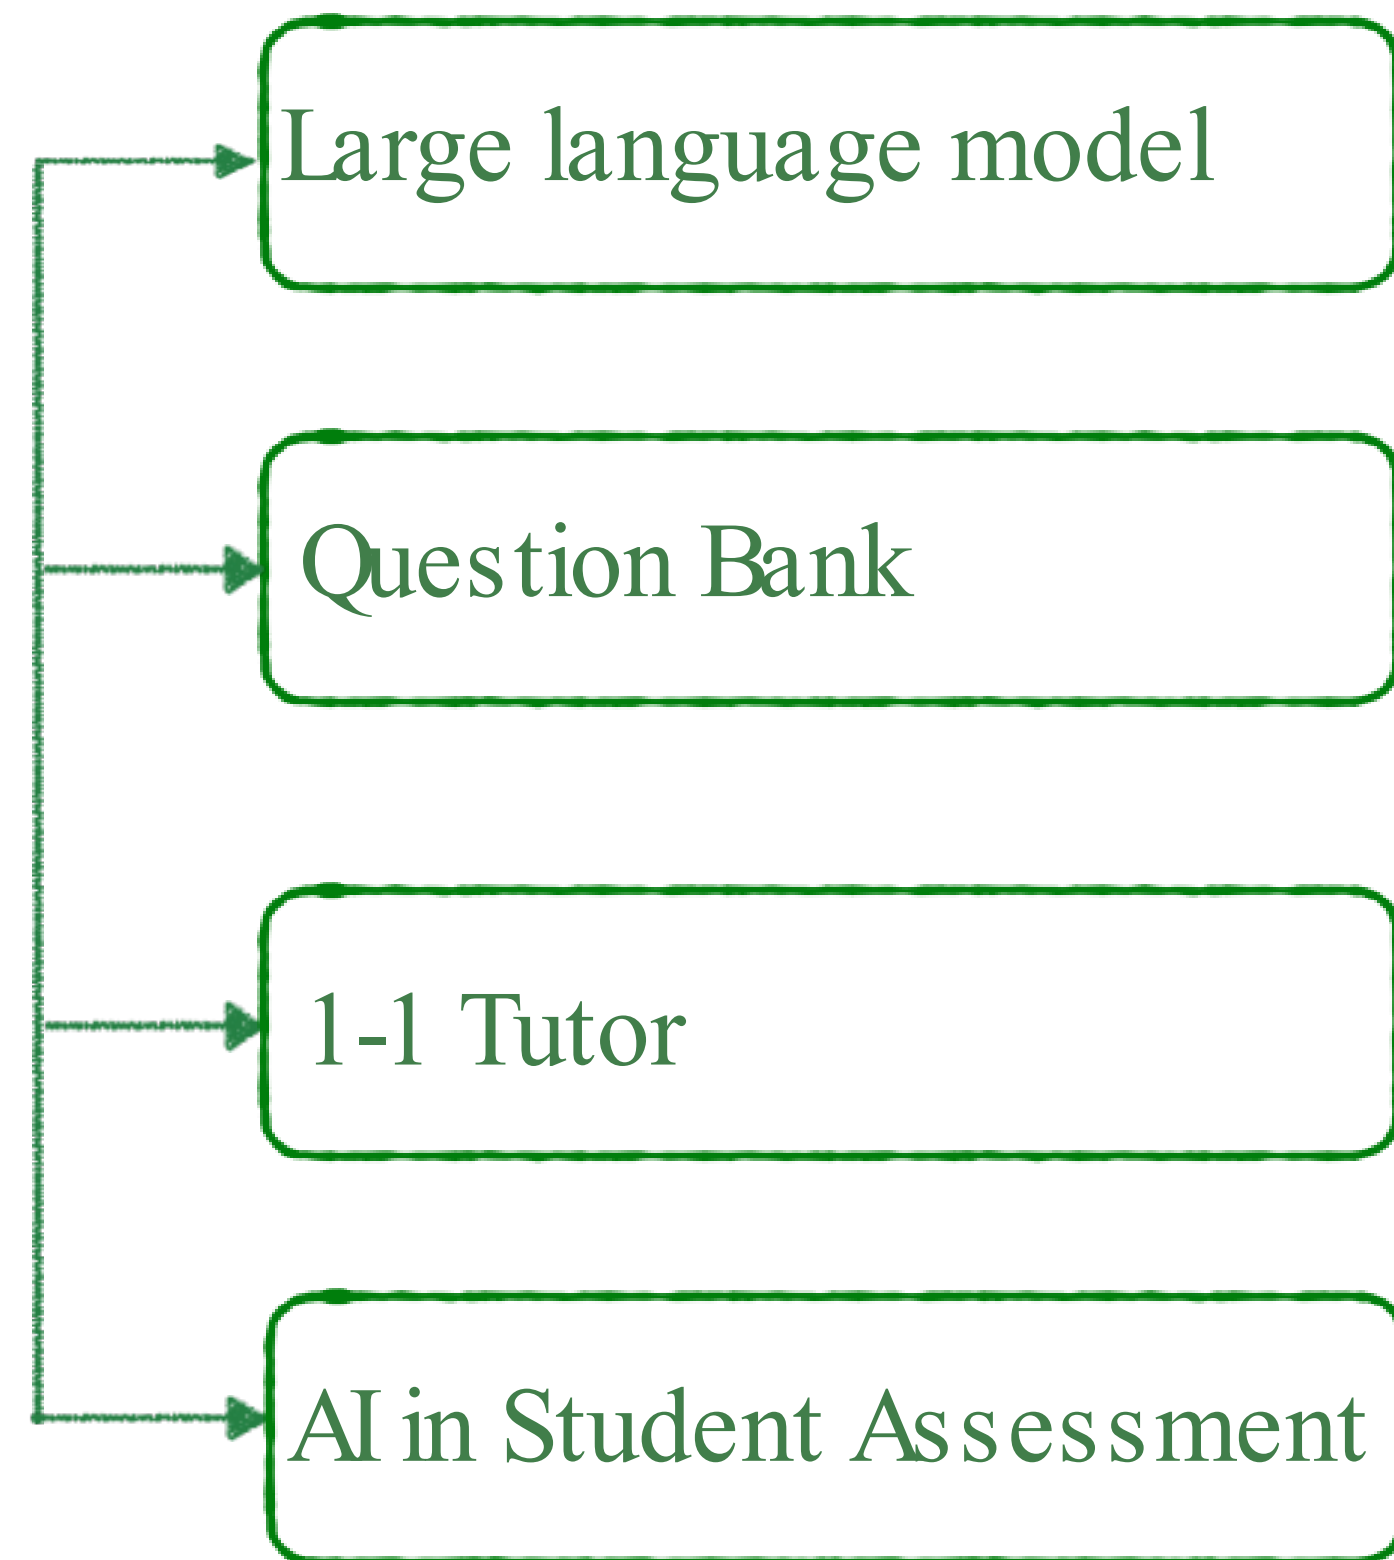 Large language model
Question Bank
1-1 Tutor
AI in Student Assessment